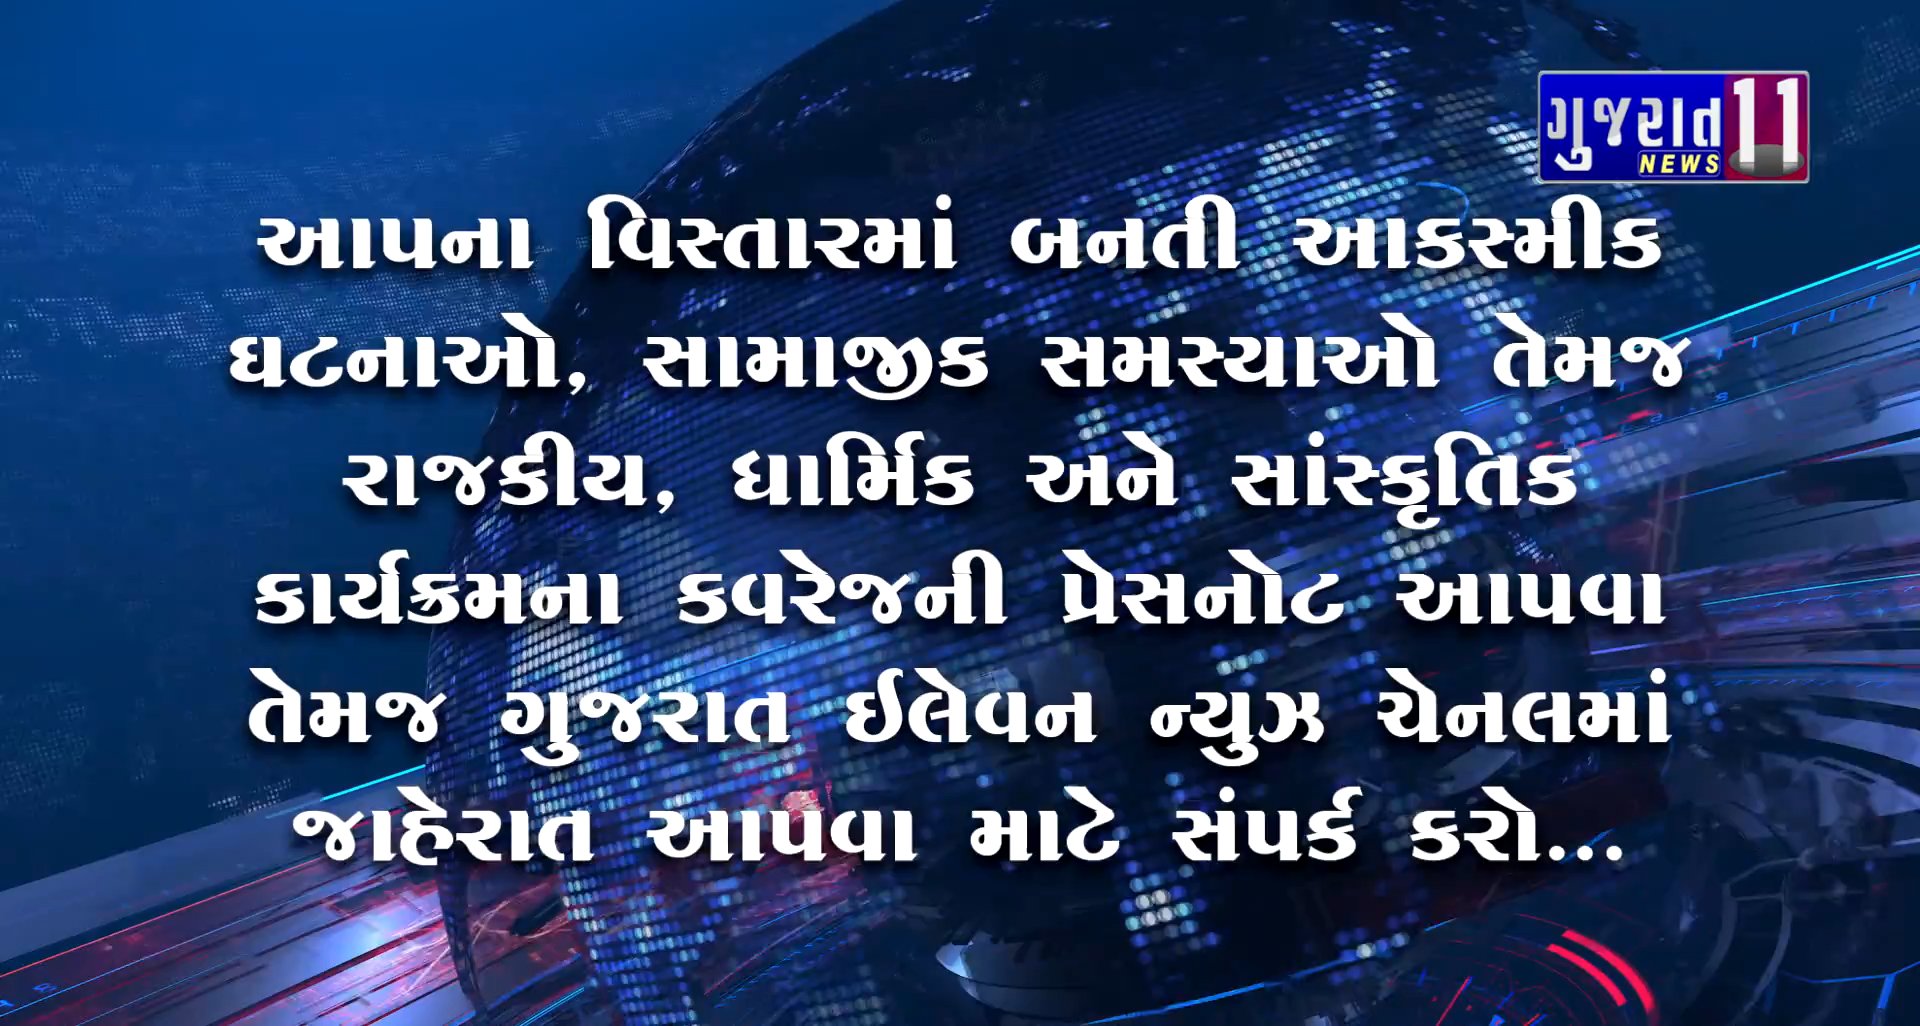 ગુજરાત 11
NEWS
આપના વિસ્તારમાં બનતી આકસ્મીક
ઘટનાઓ, સામાજીક સમસ્યાઓ તેમજ
રાજકીય, ધાર્મિક અને સાંસ્કૃતિક
કાર્યક્રમના કવરેજની પ્રેસનોટ આપવા
તેમજ ગુજરાત ઈલેવન ન્યુઝ ચેનલમાં
જાહેરાત આપવા માટે સંપર્ક કરો...